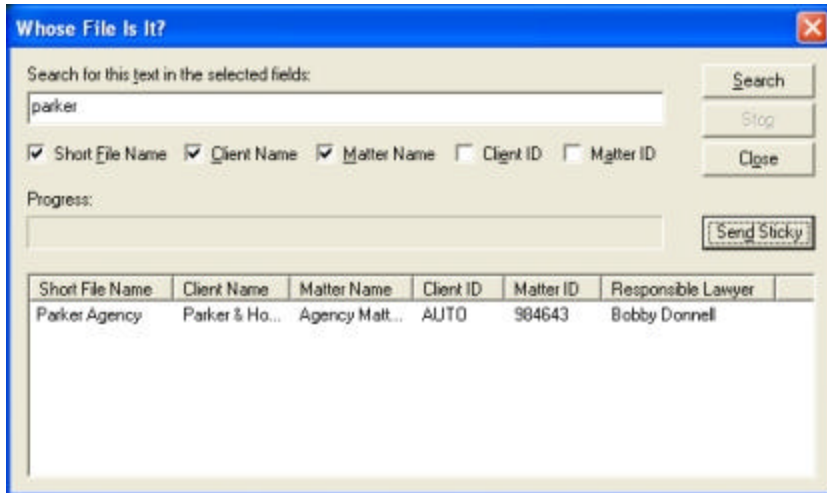 Whose File Is It?
Search for this text in the selected fields:
Search
parker
Stop
Short File Name Client Name Matter Name Client ID Matter ID
Close
Progress:
Send Sticky
Short File Name Client Name Matter Name Client ID Matter ID Responsible Lawyer
Parker Agency Parker & Ho... Agency Matt... AUTO 984643 Bobby Donnell